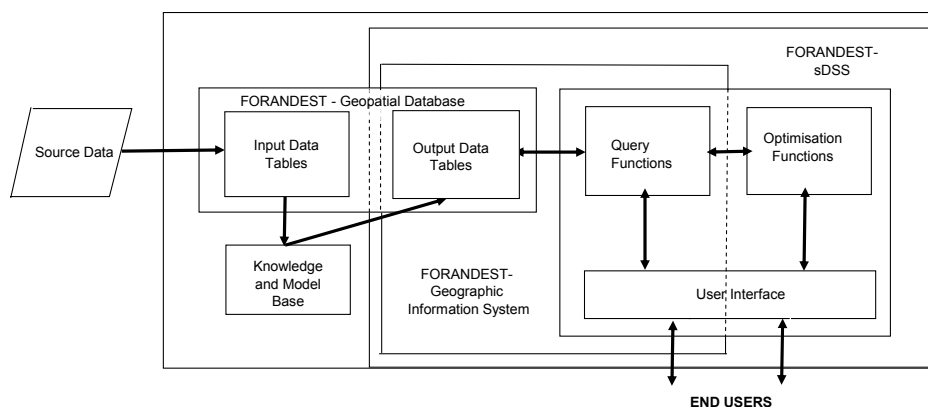 FORANDEST-
sDSS
FORANDEST - Geopatial Database
Source Data
Input Data
Tables
Output Data
Tables
Query
Functions
Optimisation
Functions
Knowledge
and Model
Base
FORANDEST-
Geographic
Information System
User Interface
END USERS